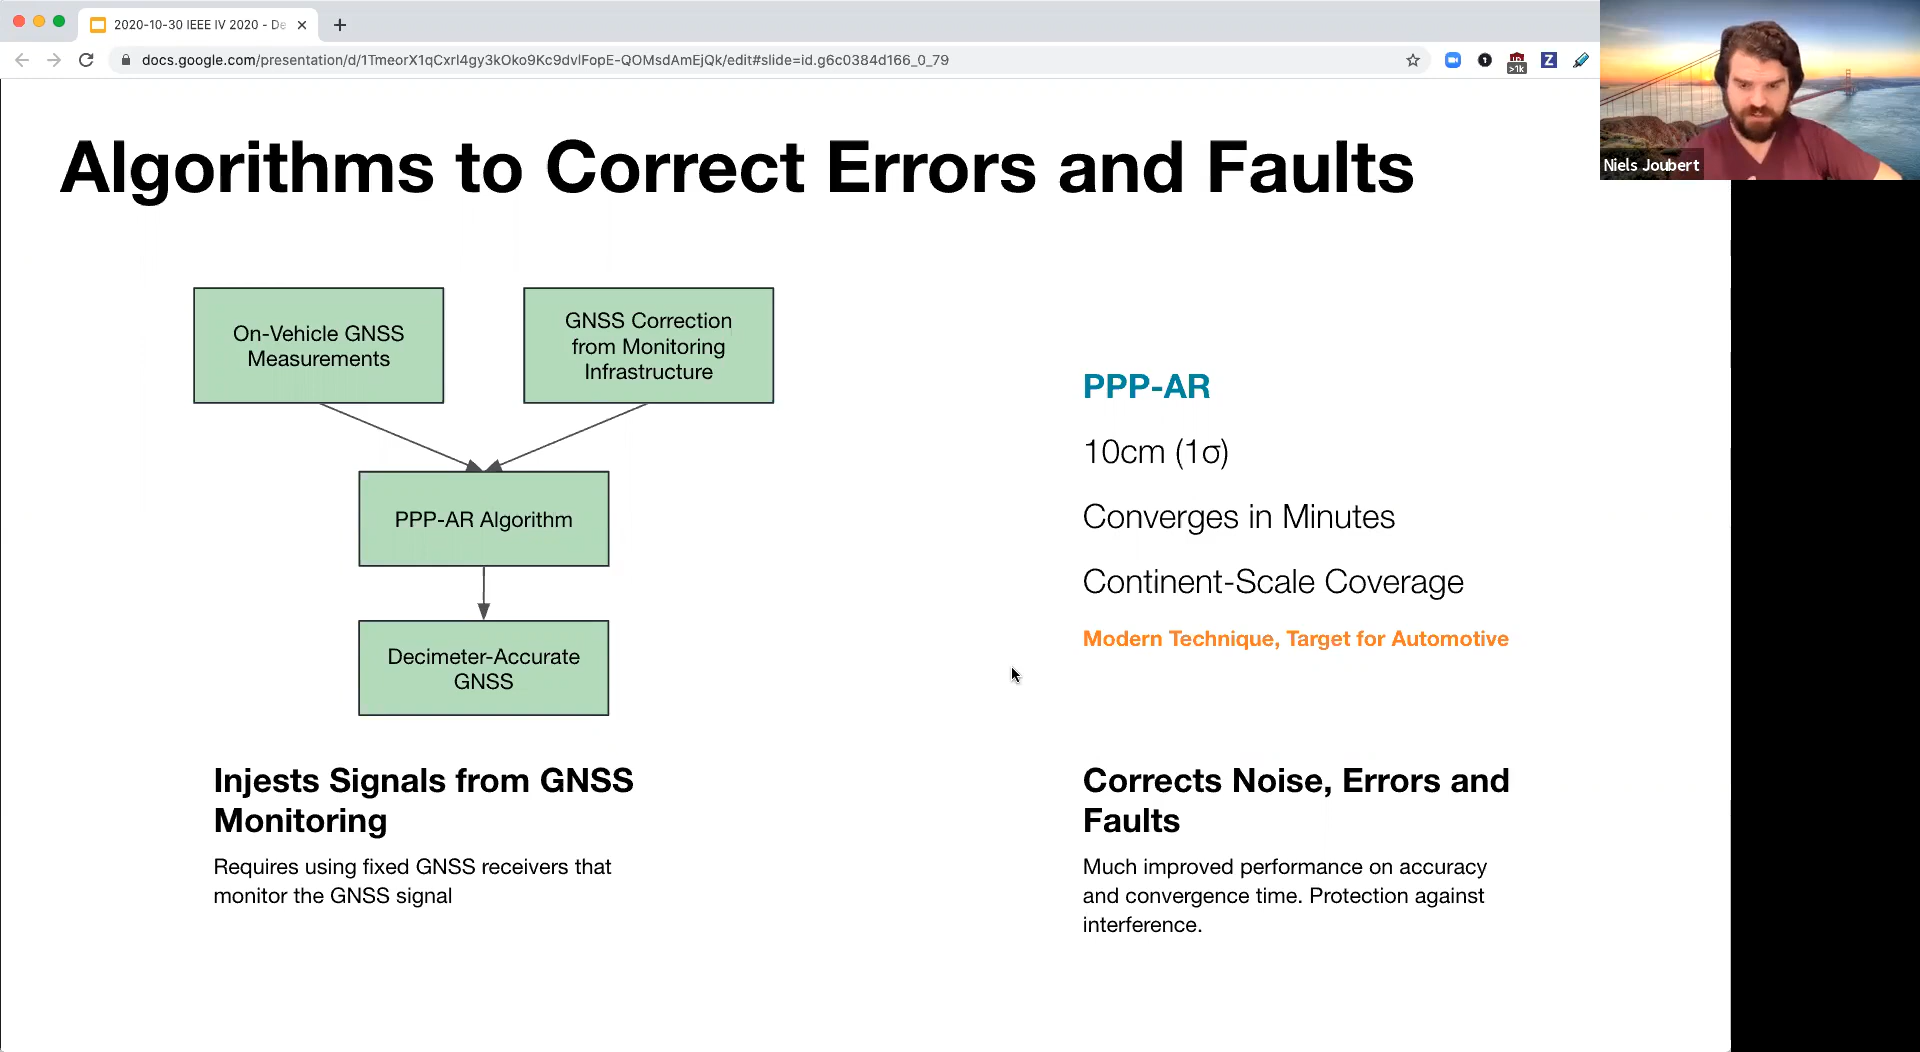 2020-10-30 IEEE IV 2020 - De
docs.google.com/presentation/d/1TmeorX1qCxrl4gy3kOko9Kc9dvlFopE-QOMsdAmEjQk/edit#slide=id.g6c0384d166_0_79
>1k
Z
Niels Joubert
Algorithms to Correct Errors and Faults
On-Vehicle GNSS
Measurements
GNSS Correction
from Monitoring
Infrastructure
PPP-AR Algorithm
Decimeter-Accurate
GNSS
PPP-AR
10cm (1σ)
Converges in Minutes
Continent-Scale Coverage
Modern Technique, Target for Automotive
Injests Signals from GNSS
Monitoring
Requires using fixed GNSS receivers that
monitor the GNSS signal
Corrects Noise, Errors and
Faults
Much improved performance on accuracy
and convergence time. Protection against
interference.